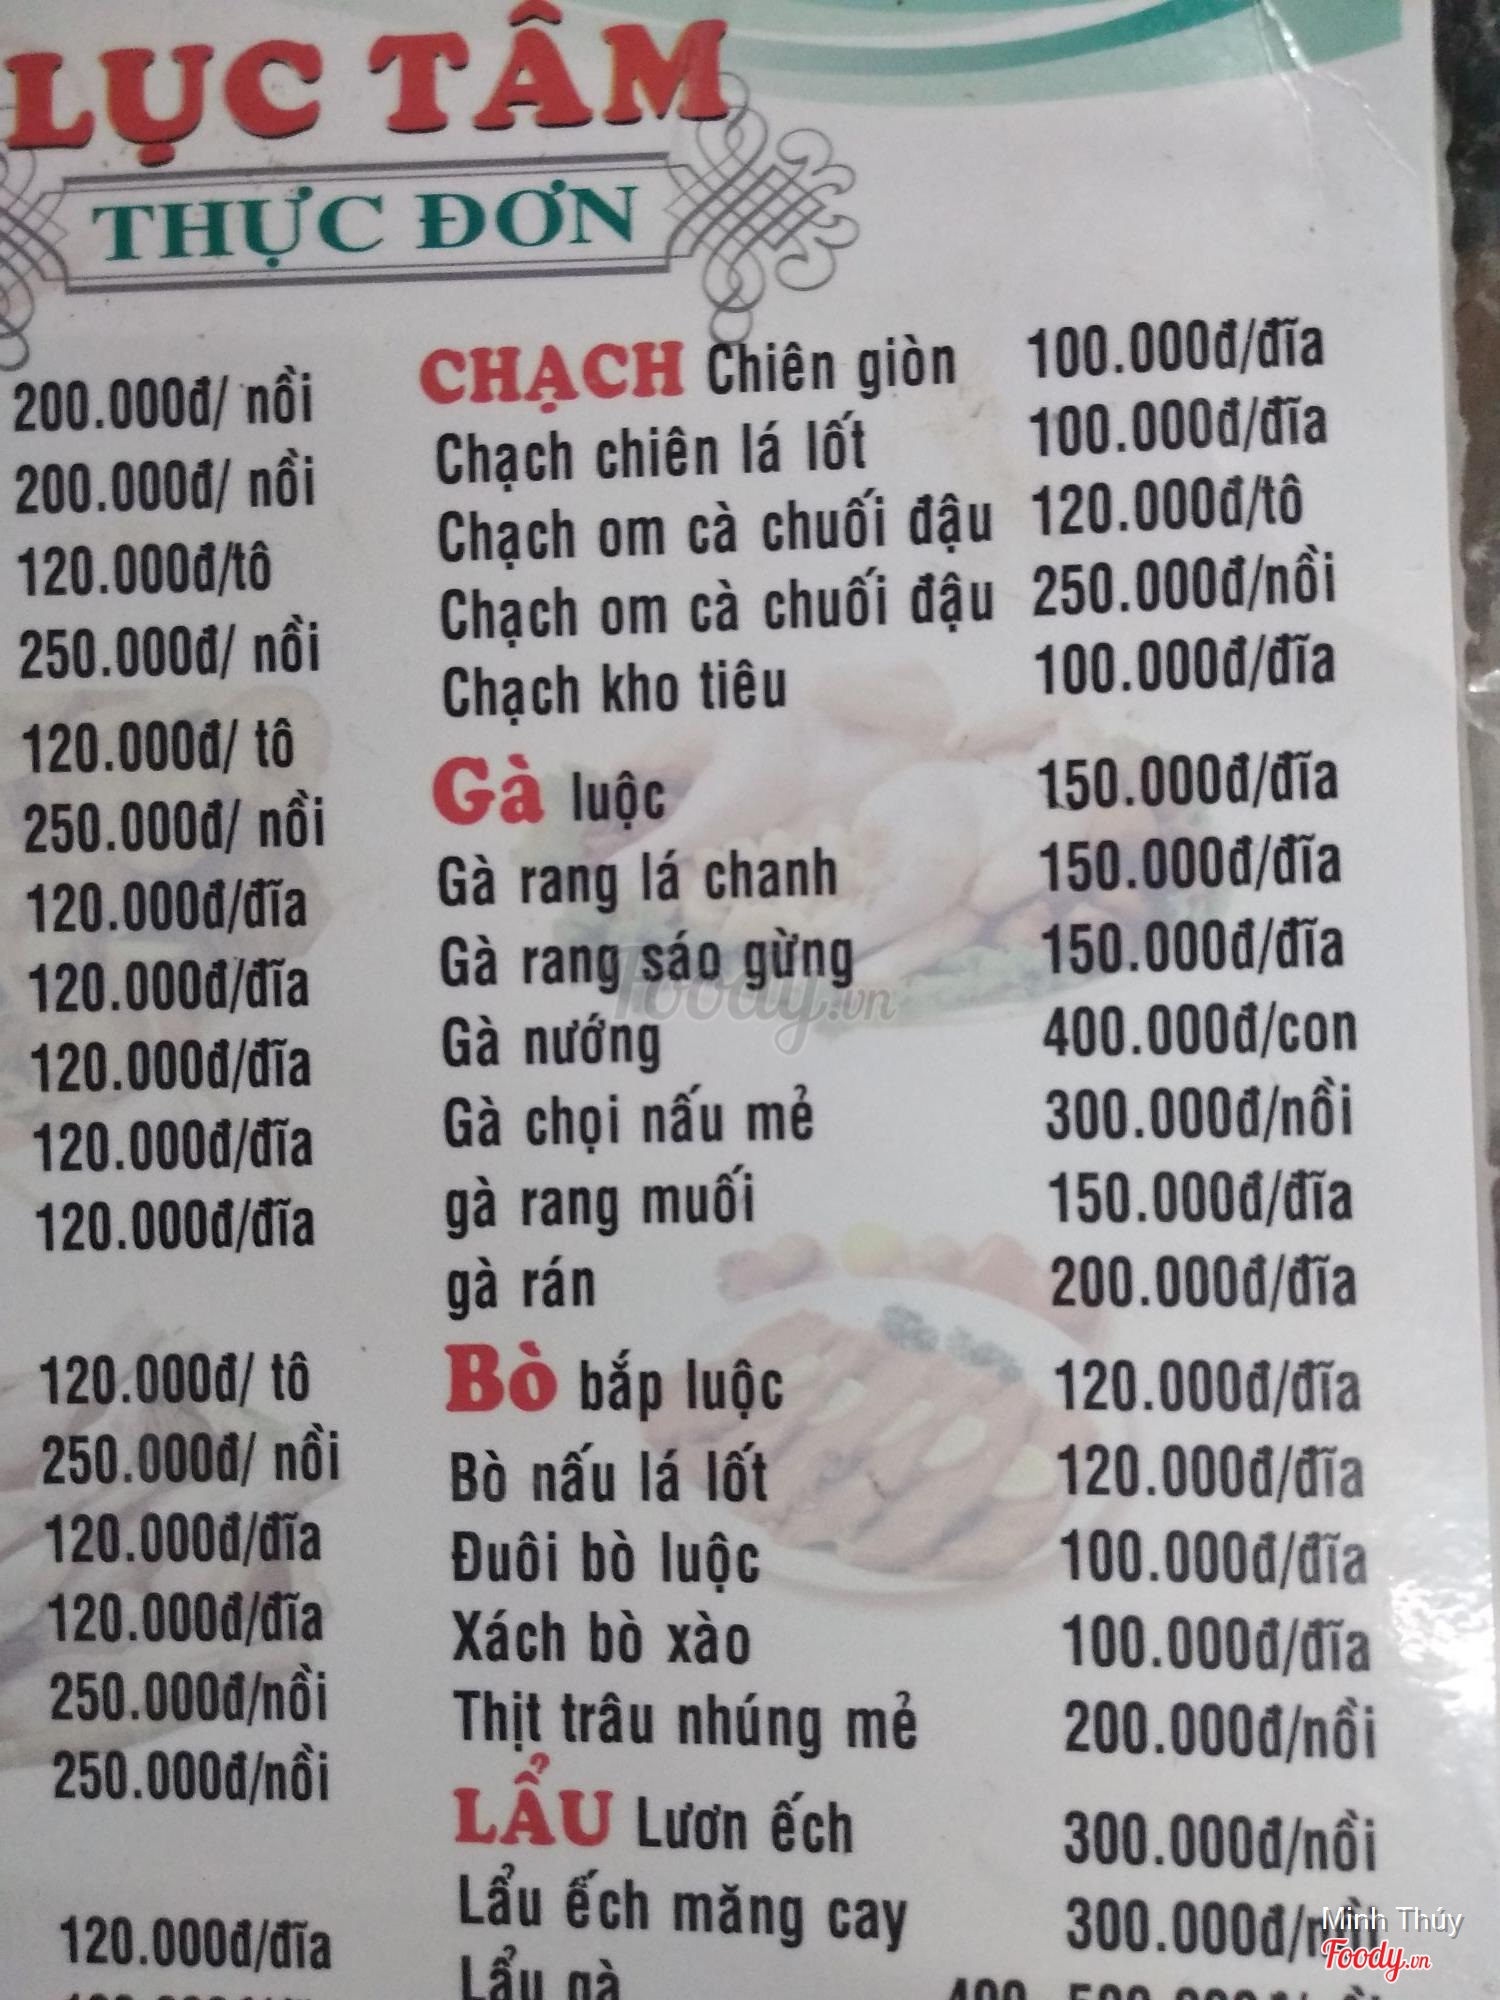 LỤC TÂM
THỰC ĐƠN
200.000đ/ nồi
200.000đ/ nồi
120.000đ/tô
250.000đ/ nồi
120.000đ/ tô
250.000đ/ nồi
120.000đ/đĩa
120.000đ/đĩa
120.000đ/đĩa
120.000đ/đĩa
120.000đ/đĩa
120.000đ/ tô
250.000đ/ nồi
120.000đ/đĩa
120.000đ/đĩa
250.000đ/nồi
250.000đ/nồi
120.000đ/đĩa
CHẠCH Chiên giòn 100.000đ/đĩa
Chạch chiên lá lốt 100.000đ/đĩa
Chạch om cà chuối đậu 120.000đ/tô
Chạch om cà chuối đậu 250.000đ/nồi
Chạch kho tiêu 100.000đ/đĩa
Gà luộc 150.000đ/đĩa
Gà rang lá chanh 150.000đ/đĩa
Gà rang sáo gừng 150.000đ/đĩa
Gà nướng 400.000đ/con
Gà chọi nấu mẻ 300.000đ/nồi
gà rang muối 150.000đ/đĩa
gà rán 200.000đ/đĩa
Bò bắp luộc 120.000đ/đĩa
Bò nấu lá lốt 120.000đ/đĩa
Đuôi bò luộc 100.000đ/đĩa
Xách bò xào 100.000đ/đĩa
Thịt trâu nhúng mẻ 200.000đ/nồi
LẨU Lươn ếch 300.000đ/nồi
Lẩu ếch măng cay 300.000đ/nồi
Lẩu gà
Foody.vn
Minh Thúy
Foody.vn